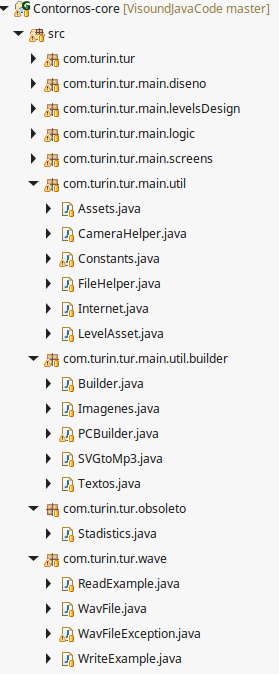 Contornos-core [VisoundJavaCode master]
src
com.turin.tur
com.turin.tur.main.diseno
com.turin.tur.main.levelsDesign
com.turin.tur.main.logic
com.turin.tur.main.screens
com.turin.tur.main.util
Assets.java
CameraHelper.java
Constants.java
FileHelper.java
Internet.java
LevelAsset.java
com.turin.tur.main.util.builder
Builder.java
Imagenes.java
PCBuilder.java
SVGtoMp3.java
Textos.java
com.turin.tur.obsoleto
Stadistics.java
com.turin.tur.wave
ReadExample.java
WavFile.java
WavFileException.java
WriteExample.java